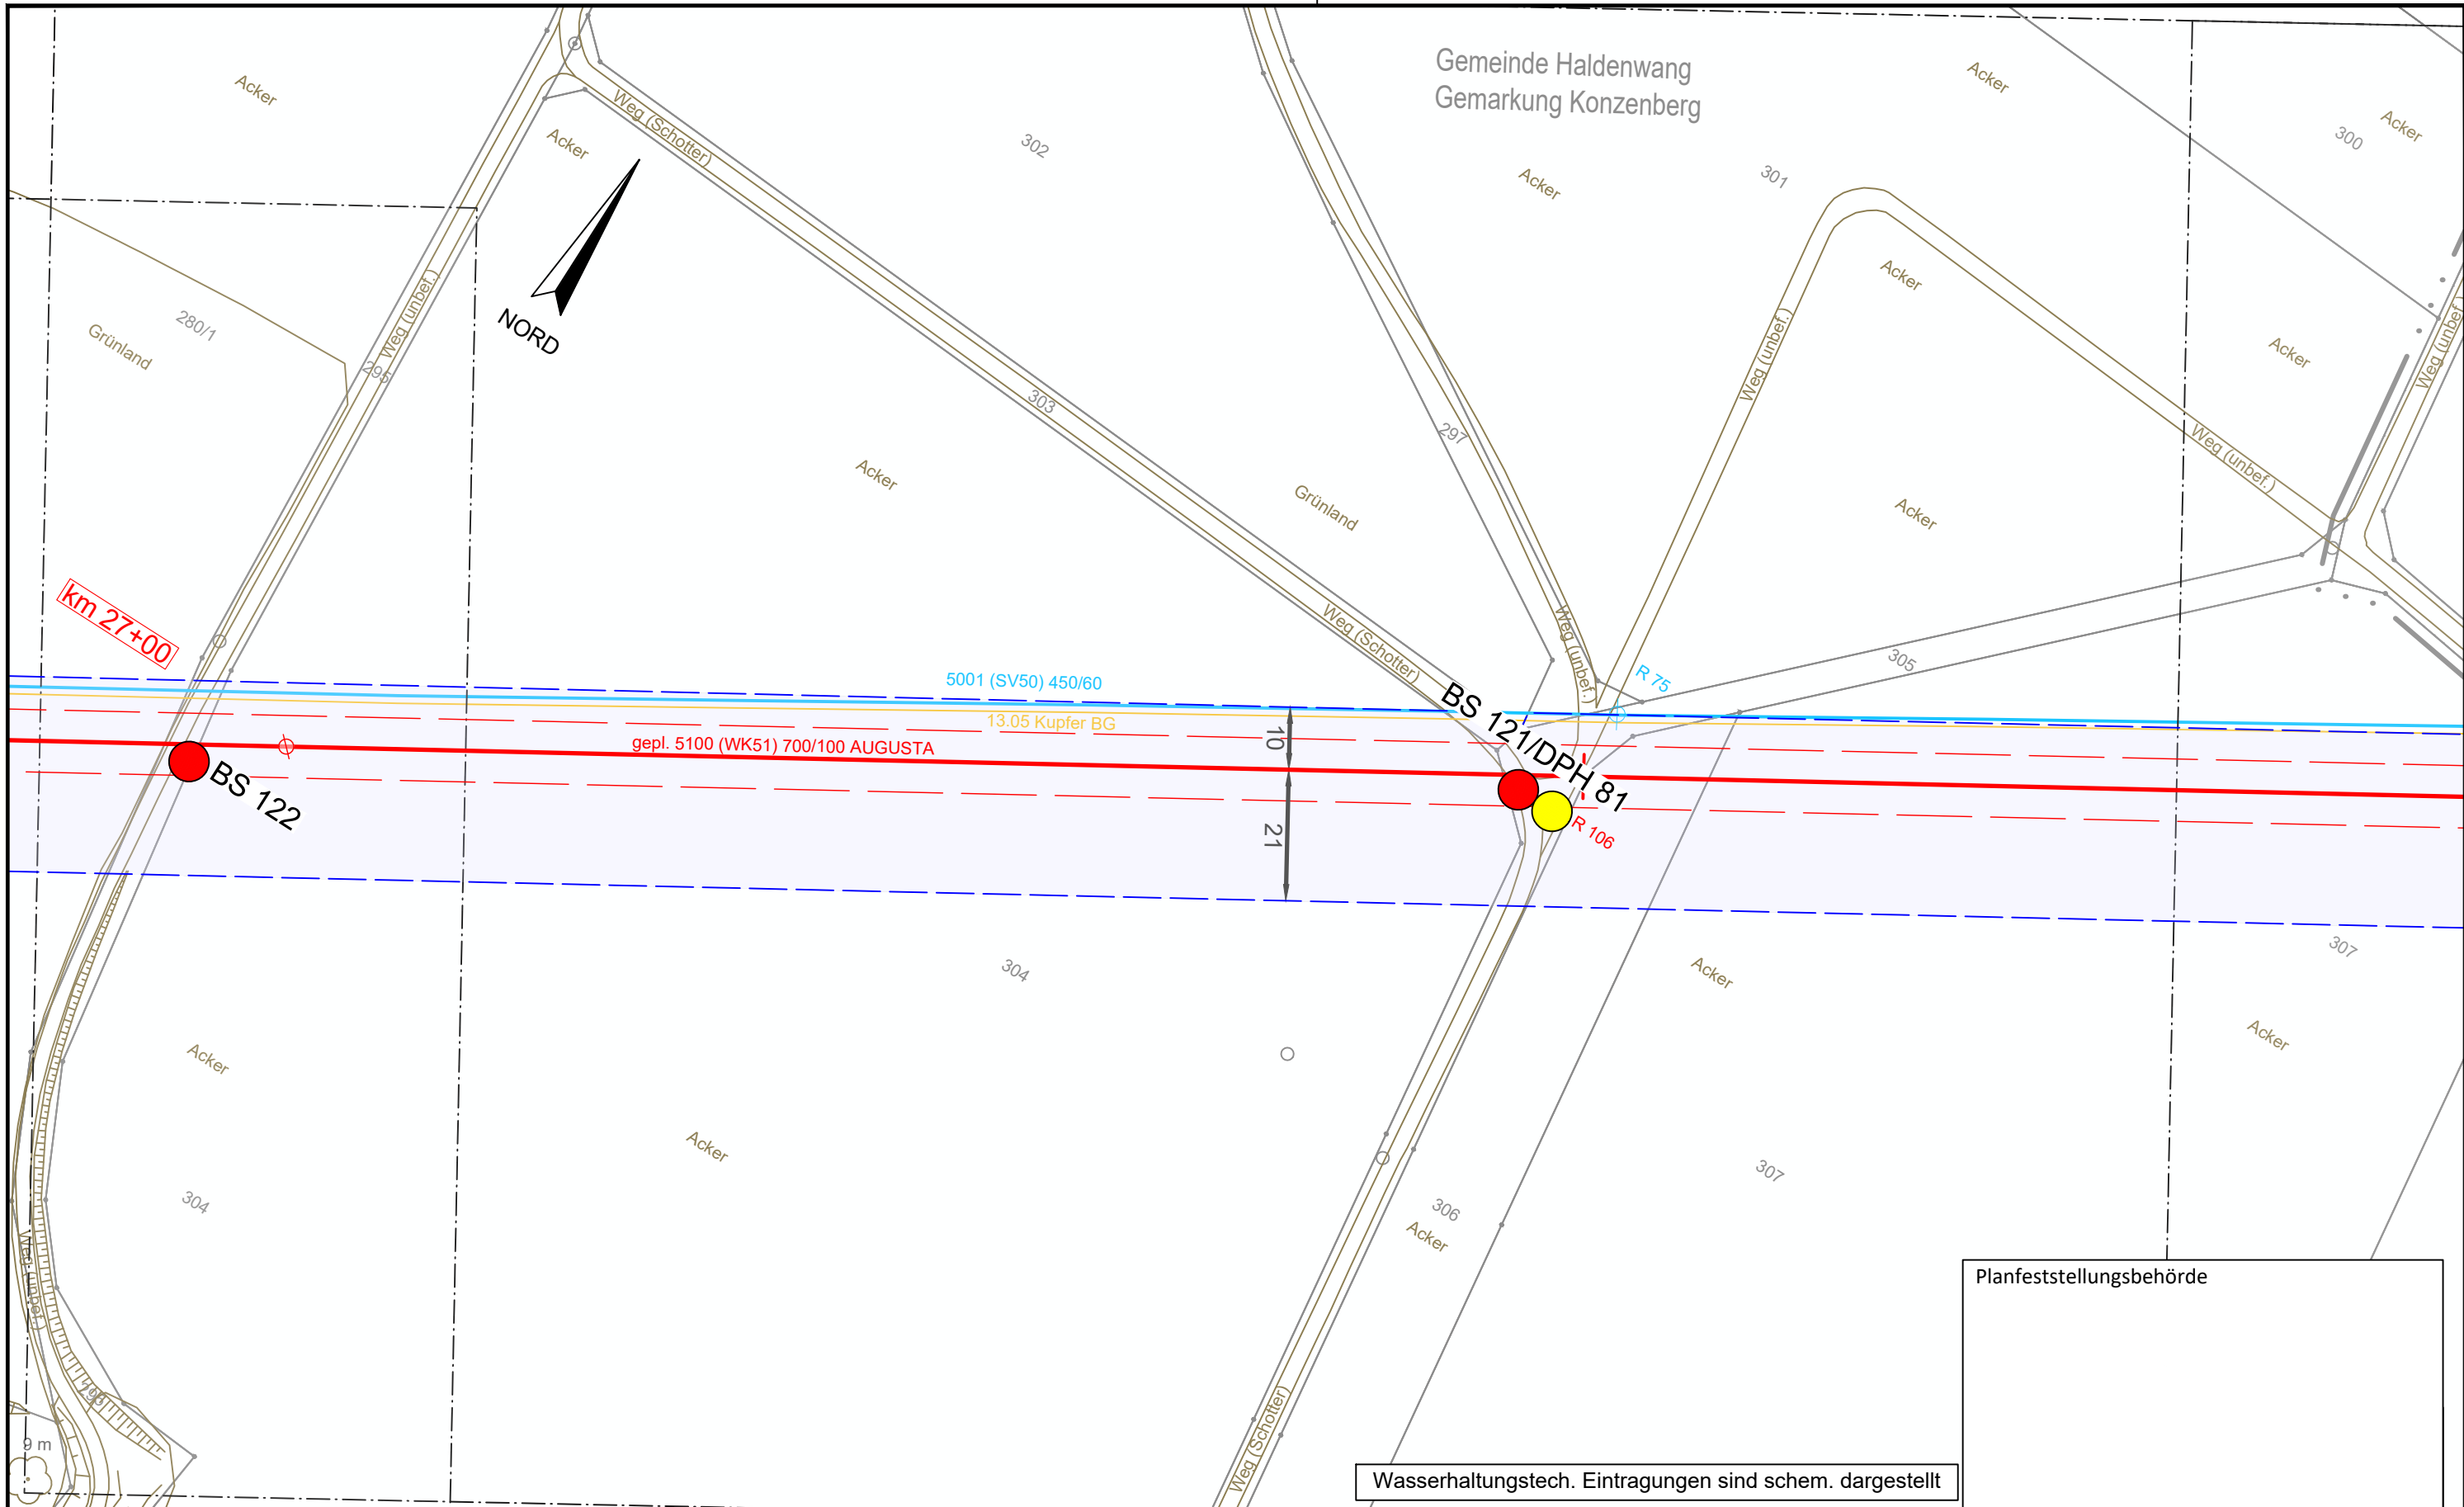 Gemeinde Haldenwang
Gemarkung Konzenberg
Acker
Acker
Acker
Acker
300
Weg (Schotter)
Acker
302
301
Acker
Weg (unbef.)
Acker
280/1
Grünland
295
NORD
Weg (unbef.)
Acker
Weg (unbef.)
303
297
Acker
Weg (unbef.)
Grünland
Acker
km 27+00
Weg (Schotter)
Weg (unbef.)
305
R 75
5001 (SV50) 450/60
13.05 Kupfer BG
gepl. 5100 (WK51) 700/100 AUGUSTA
10
BS 121/DPH 81
BS 122
21
R 106
304
Acker
307
Acker
Acker
Acker
307
304
306
Acker
Weg (unbef.)
Planfeststellungsbehörde
Weg (Schotter)
9 m
Wasserhaltungstech. Eintragungen sind schem. dargestellt